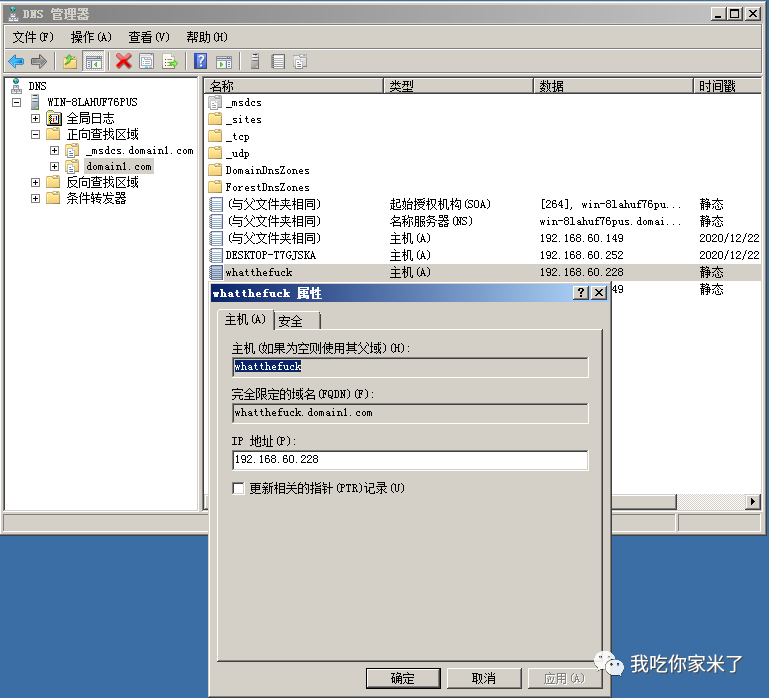 DNS 管理器
文件(F) 操作(A) 查看(V) 帮助(H)
DNS
WIN-8LAHUF76PUS
全局日志
正向查找区域
_msdcs.domain1.com
domain1.com
反向查找区域
条件转发器
名称 类型 数据 时间戳
_msdcs
_sites
_tcp
_udp
DomainDnsZones
ForestDnsZones
(与父文件夹相同) 起始授权机构(SOA) [264], win-8lahuf76pu... 静态
(与父文件夹相同) 名称服务器(NS) win-8lahuf76pus.domai... 静态
(与父文件夹相同) 主机(A) 192.168.60.149 2020/12/22
DESKTOP-T7GJSKA 主机(A) 192.168.60.252 2020/12/22
whatthefuck 主机(A) 192.168.60.228 静态
49 静态
whatthefuck 属性
主机(A) 安全
主机(如果为空则使用其父域)(H):
whatthefuck
完全限定的域名(FQDN)(F):
whatthefuck.domain1.com
IP 地址(P):
192.168.60.228
更新相关的指针(PTR)记录(U)
确定 取消 应用(A)
我吃你家米了